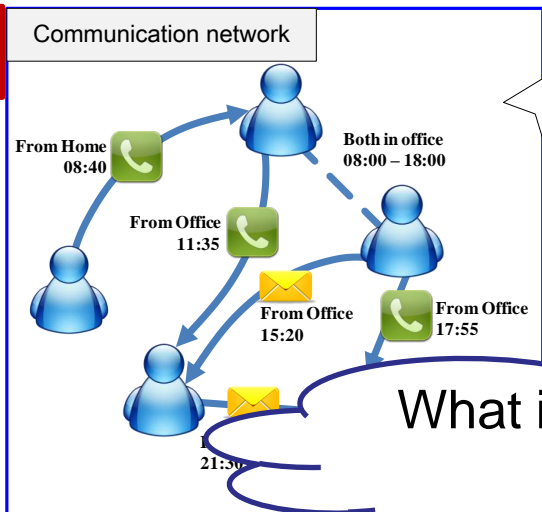 Communication network
From Home
08:40
Both in office
08:00 – 18:00
From Office
11:35
From Office
15:20
From Office
17:55
What i
21:30